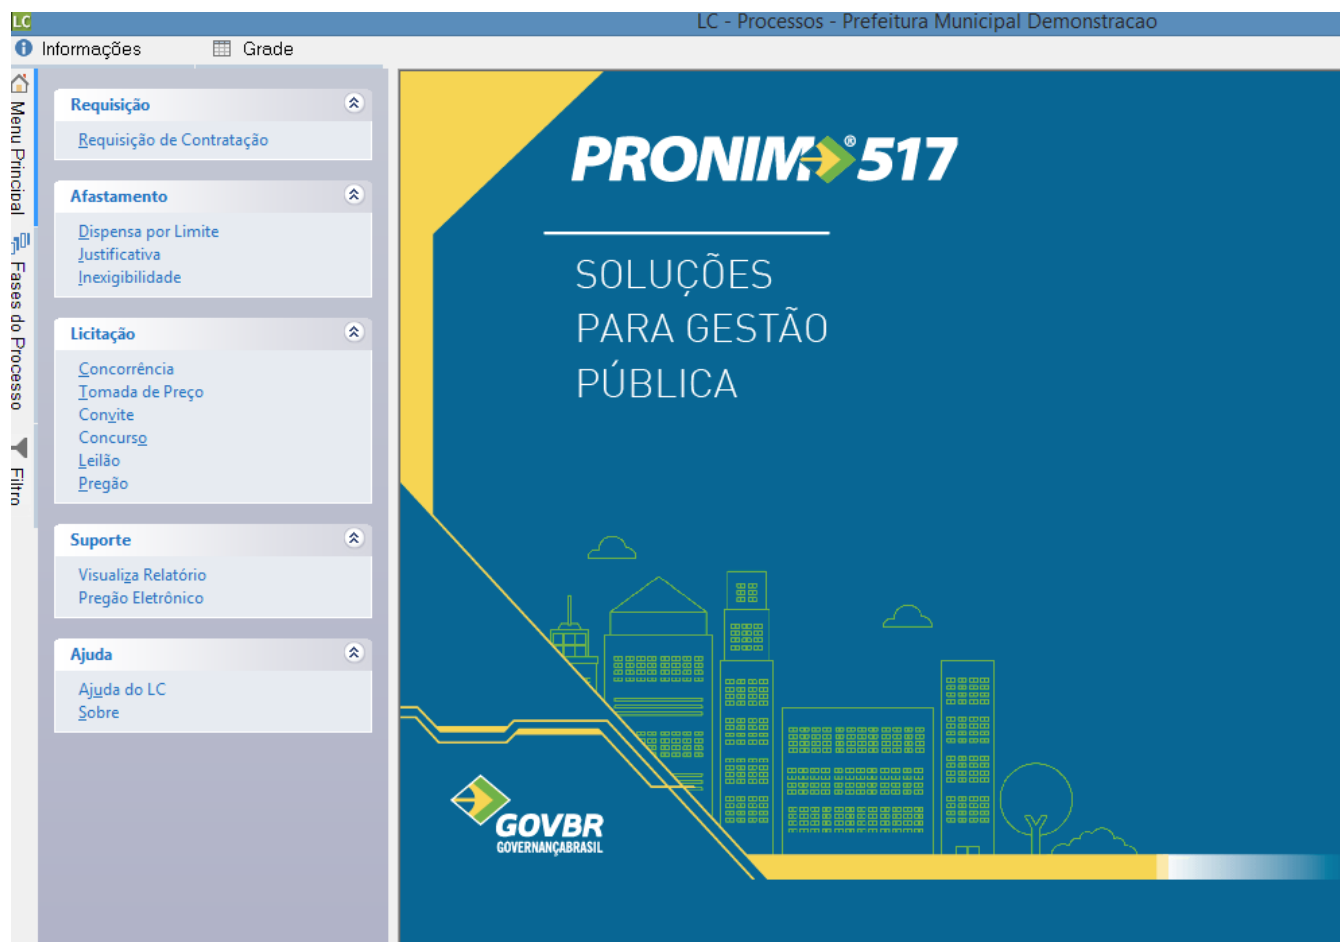 LC
LC - Processos - Prefeitura Municipal Demonstracao
Informações
Grade
Menu Principal
Fases do Processo
Filtro
Requisição
Requisição de Contratação
Afastamento
Dispensa por Limite
Justificativa
Inexigibilidade
Licitação
Concorrência
Tomada de Preço
Convite
Concurso
Leilão
Pregão
Suporte
Visualiza Relatório
Pregão Eletrônico
Ajuda
Ajuda do LC
Sobre
PRONIM®517
SOLUÇÕES
PARA GESTÃO
PÚBLICA
GOVBR
GOVERNANÇABRASIL